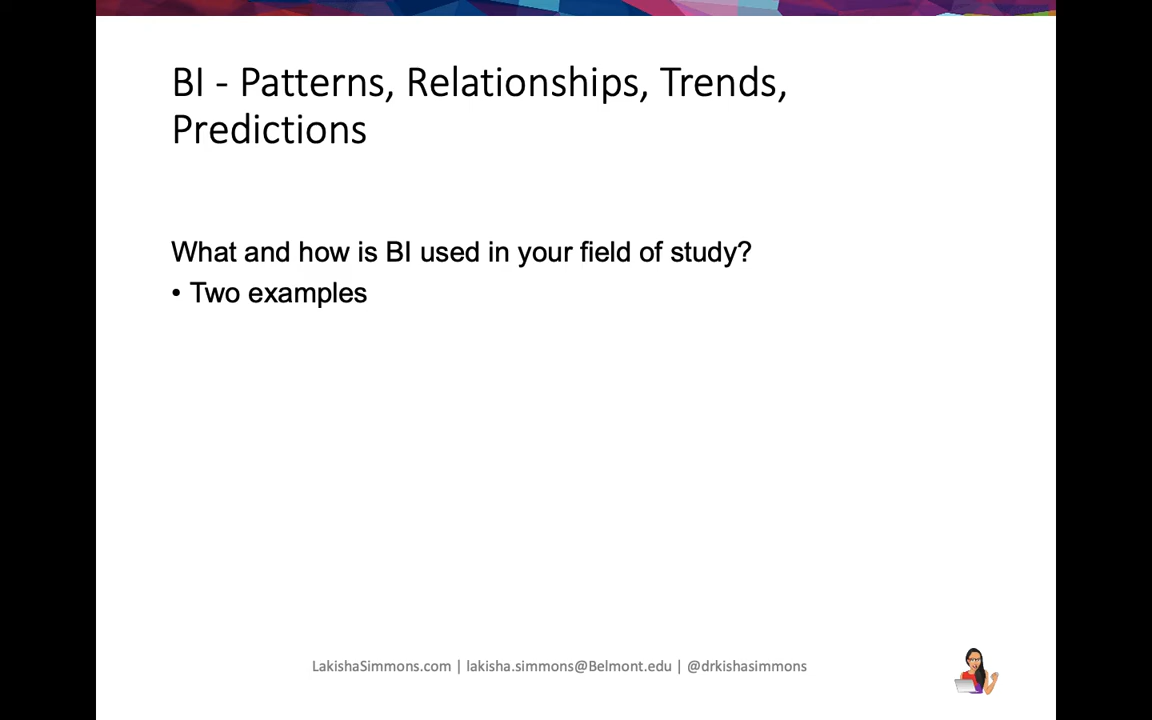 BI - Patterns, Relationships, Trends,
Predictions
What and how is BI used in your field of study?
• Two examples
LakishaSimmons.com | lakisha.simmons@Belmont.edu | @drkishasimmons